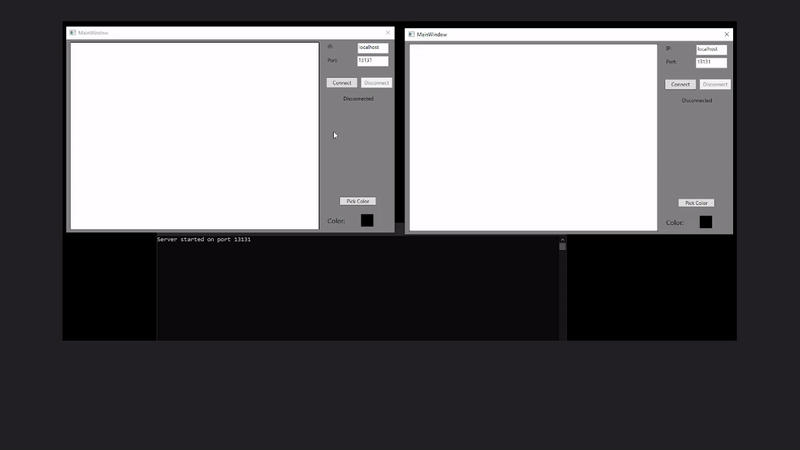 MainWindow
IP: localhost
Port: 13131
Connect Disconnect
Disconnected
Pick Color
Color:
MainWindow
IP: localhost
Port: 13131
Connect Disconnect
Disconnected
Pick Color
Color:
Server started on port 13131